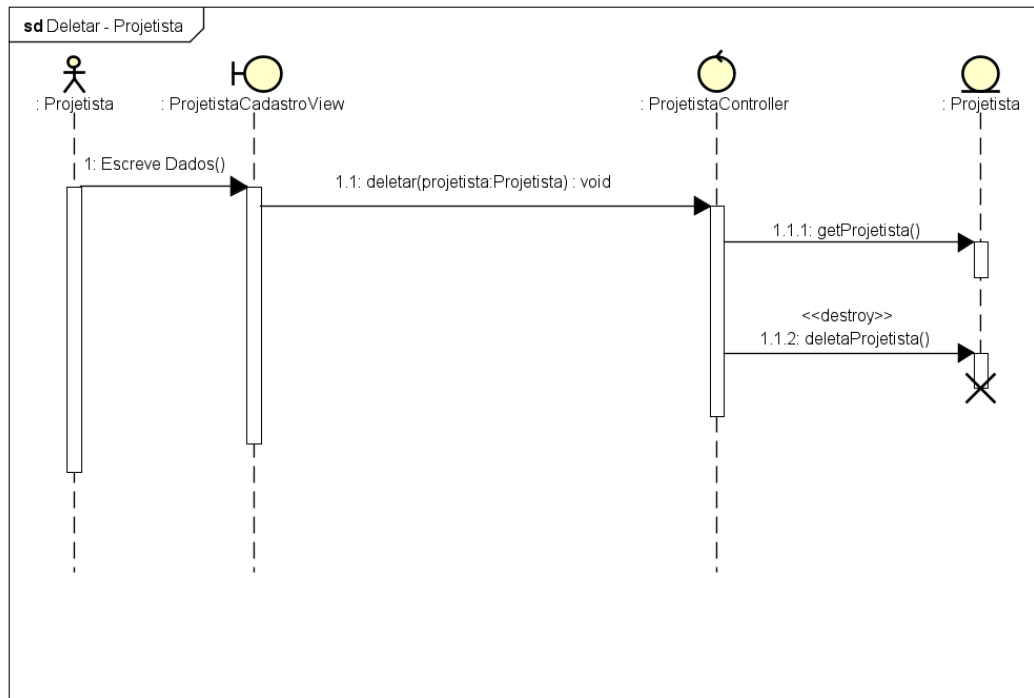 sd Deletar - Projetista
: Projetista
: ProjetistaCadastroView
: ProjetistaController
: Projetista
1: Escreve Dados()
1.1: deletar(projetista:Projetista) : void
1.1.1: getProjetista()
<<destroy>>
1.1.2: deletaProjetista()